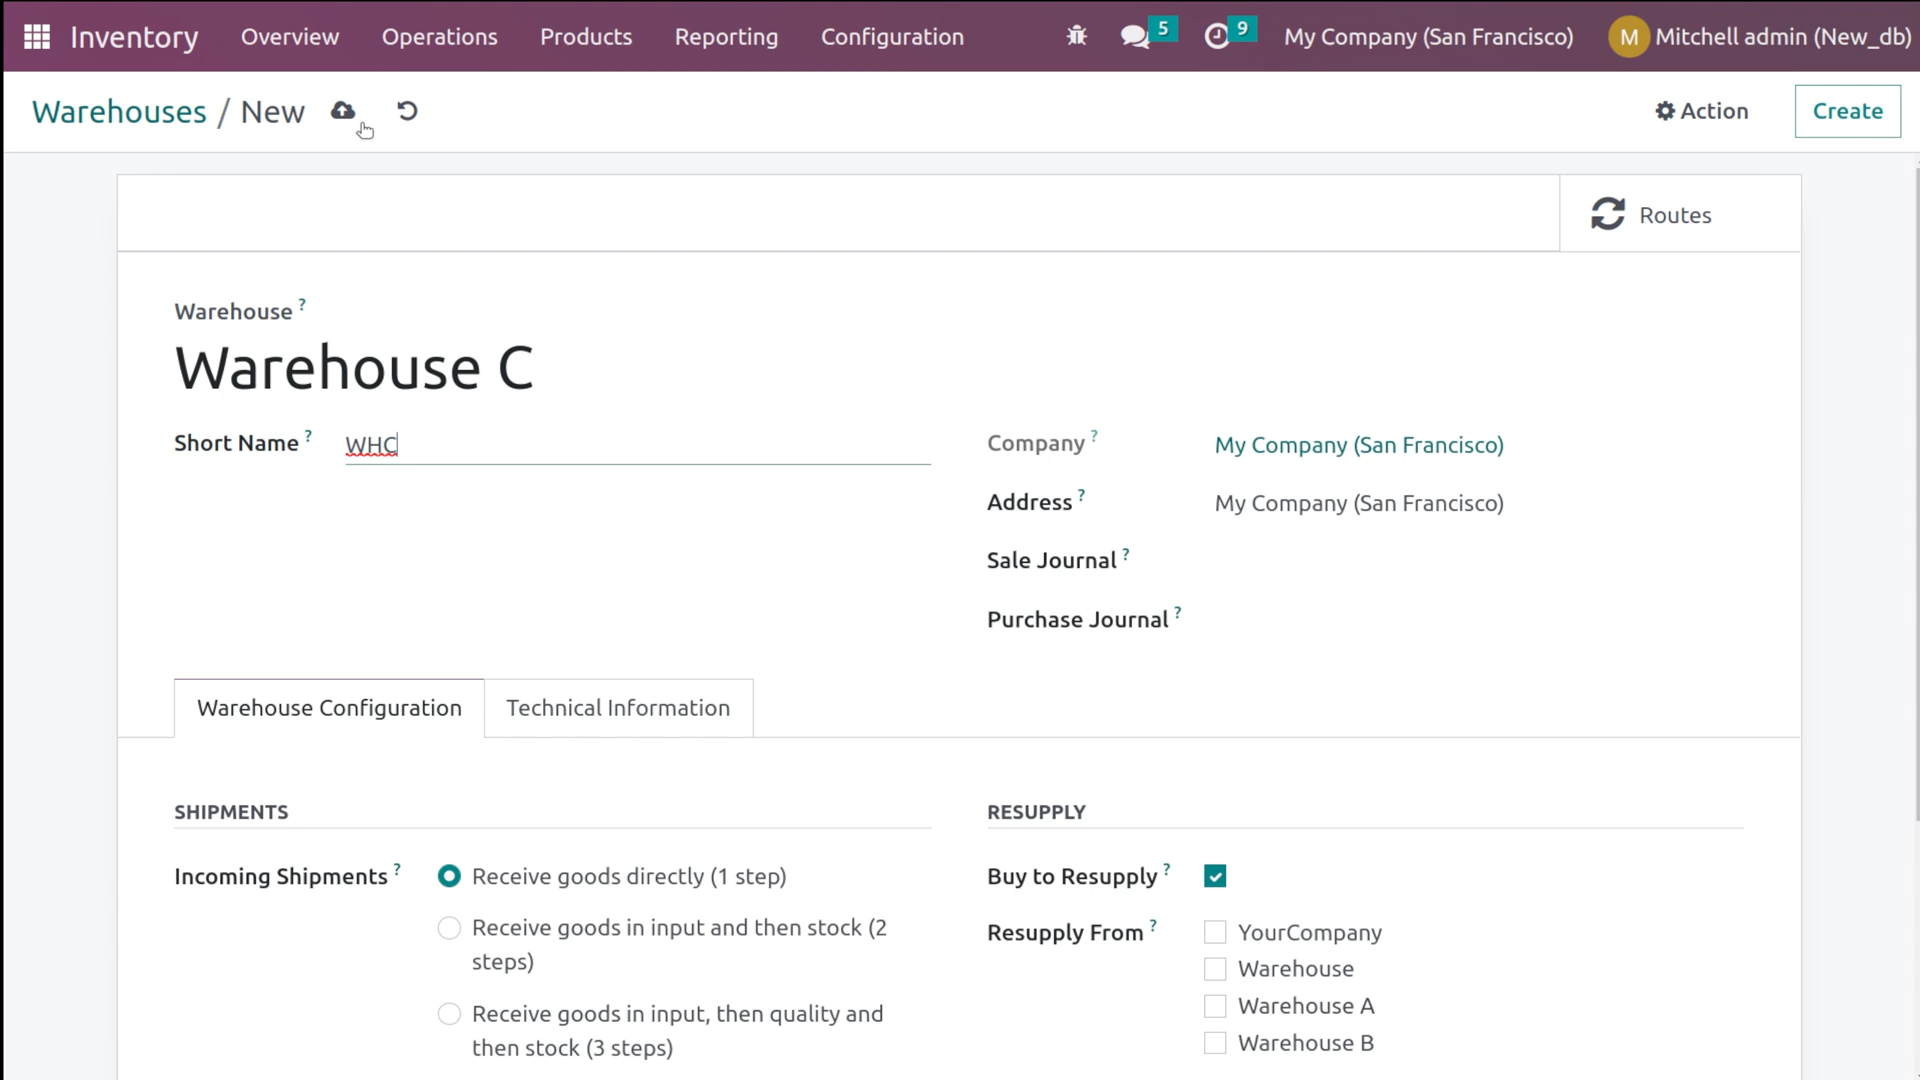 Inventory Overview Operations Products Reporting Configuration 5 9 My Company (San Francisco) M Mitchell admin (New_db)
Warehouses / New Action Create
Routes
Warehouse ?
Warehouse C
Short Name ? WHC
Company ? My Company (San Francisco)
Address ? My Company (San Francisco)
Sale Journal ?
Purchase Journal ?
Warehouse Configuration Technical Information
SHIPMENTS
Incoming Shipments ? Receive goods directly (1 step)
Receive goods in input and then stock (2
steps)
Receive goods in input, then quality and
then stock (3 steps)
RESUPPLY
Buy to Resupply ?
Resupply From ? YourCompany
Warehouse
Warehouse A
Warehouse B